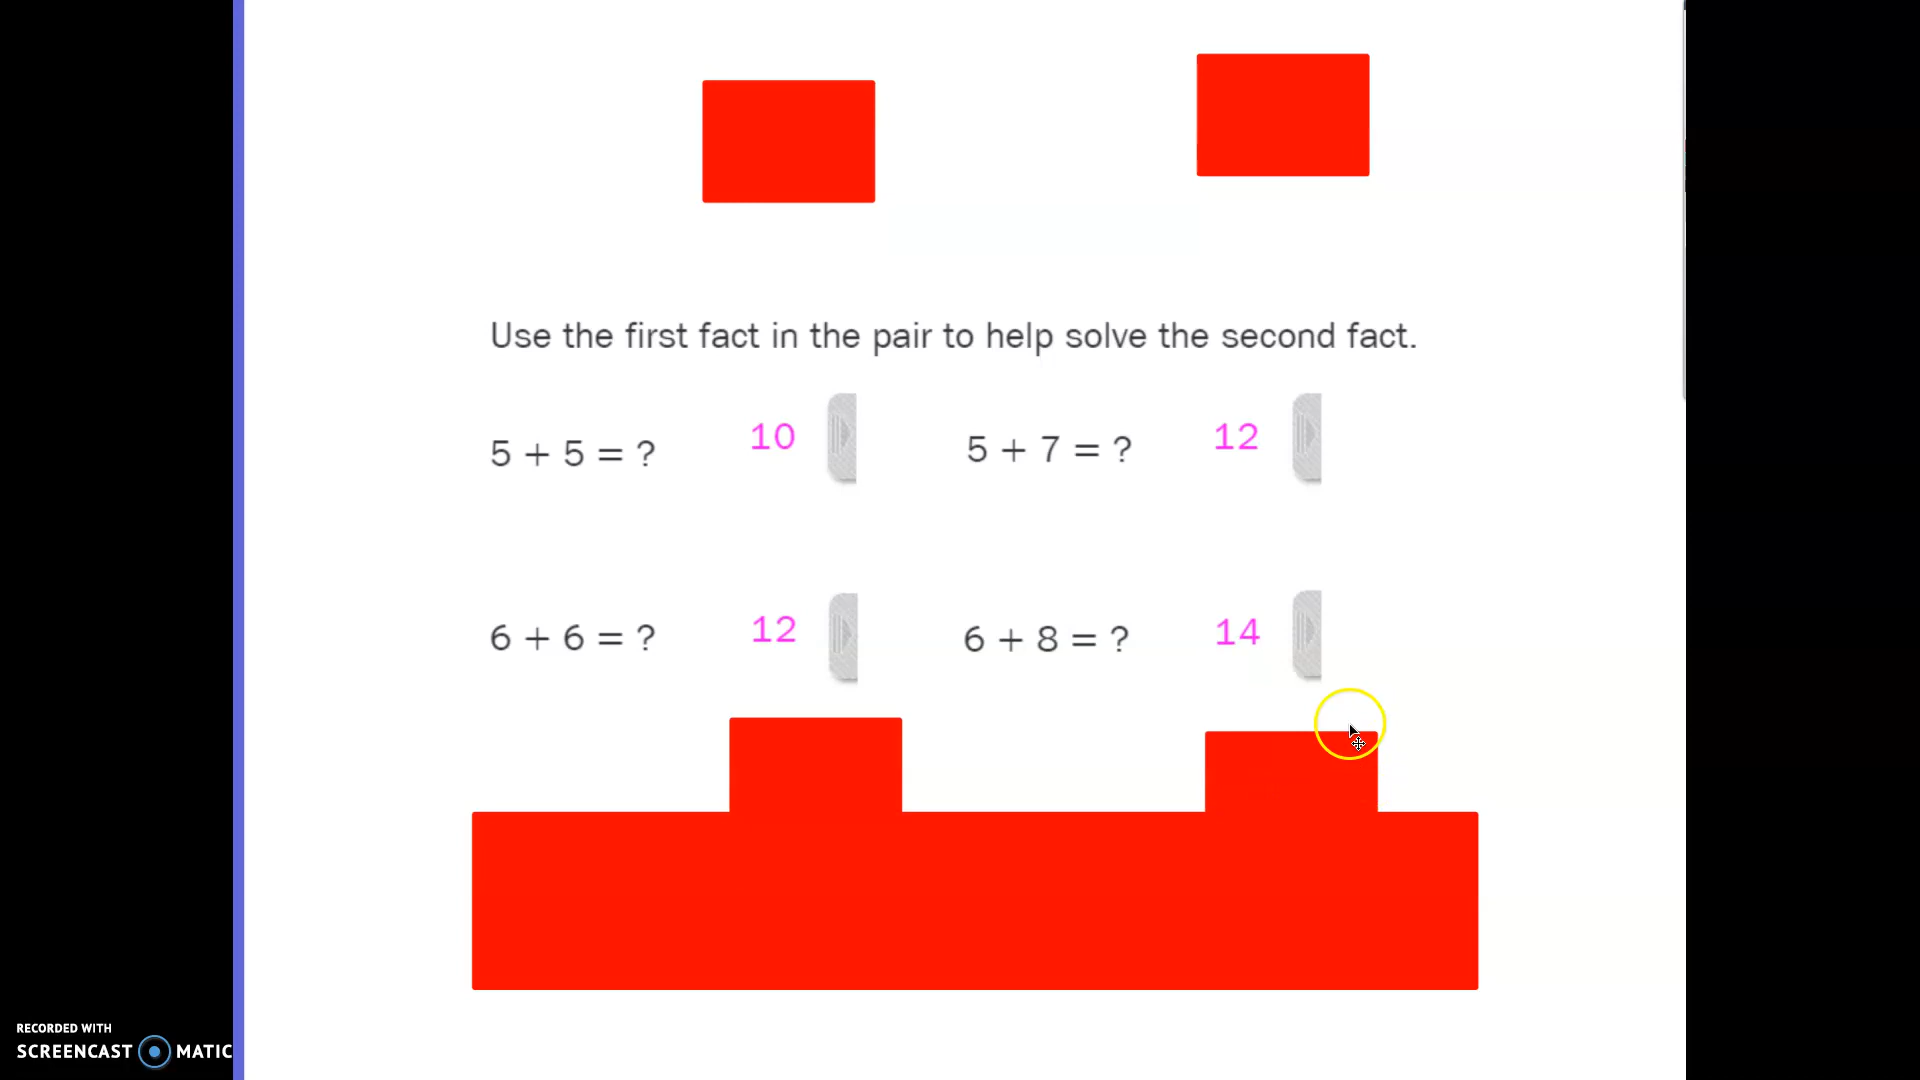 Use the first fact in the pair to help solve the second fact.
5 + 5 = ? 10 5 + 7 = ? 12
6 + 6 = ? 12 6 + 8 = ? 14
RECORDED WITH
SCREENCAST MATIC